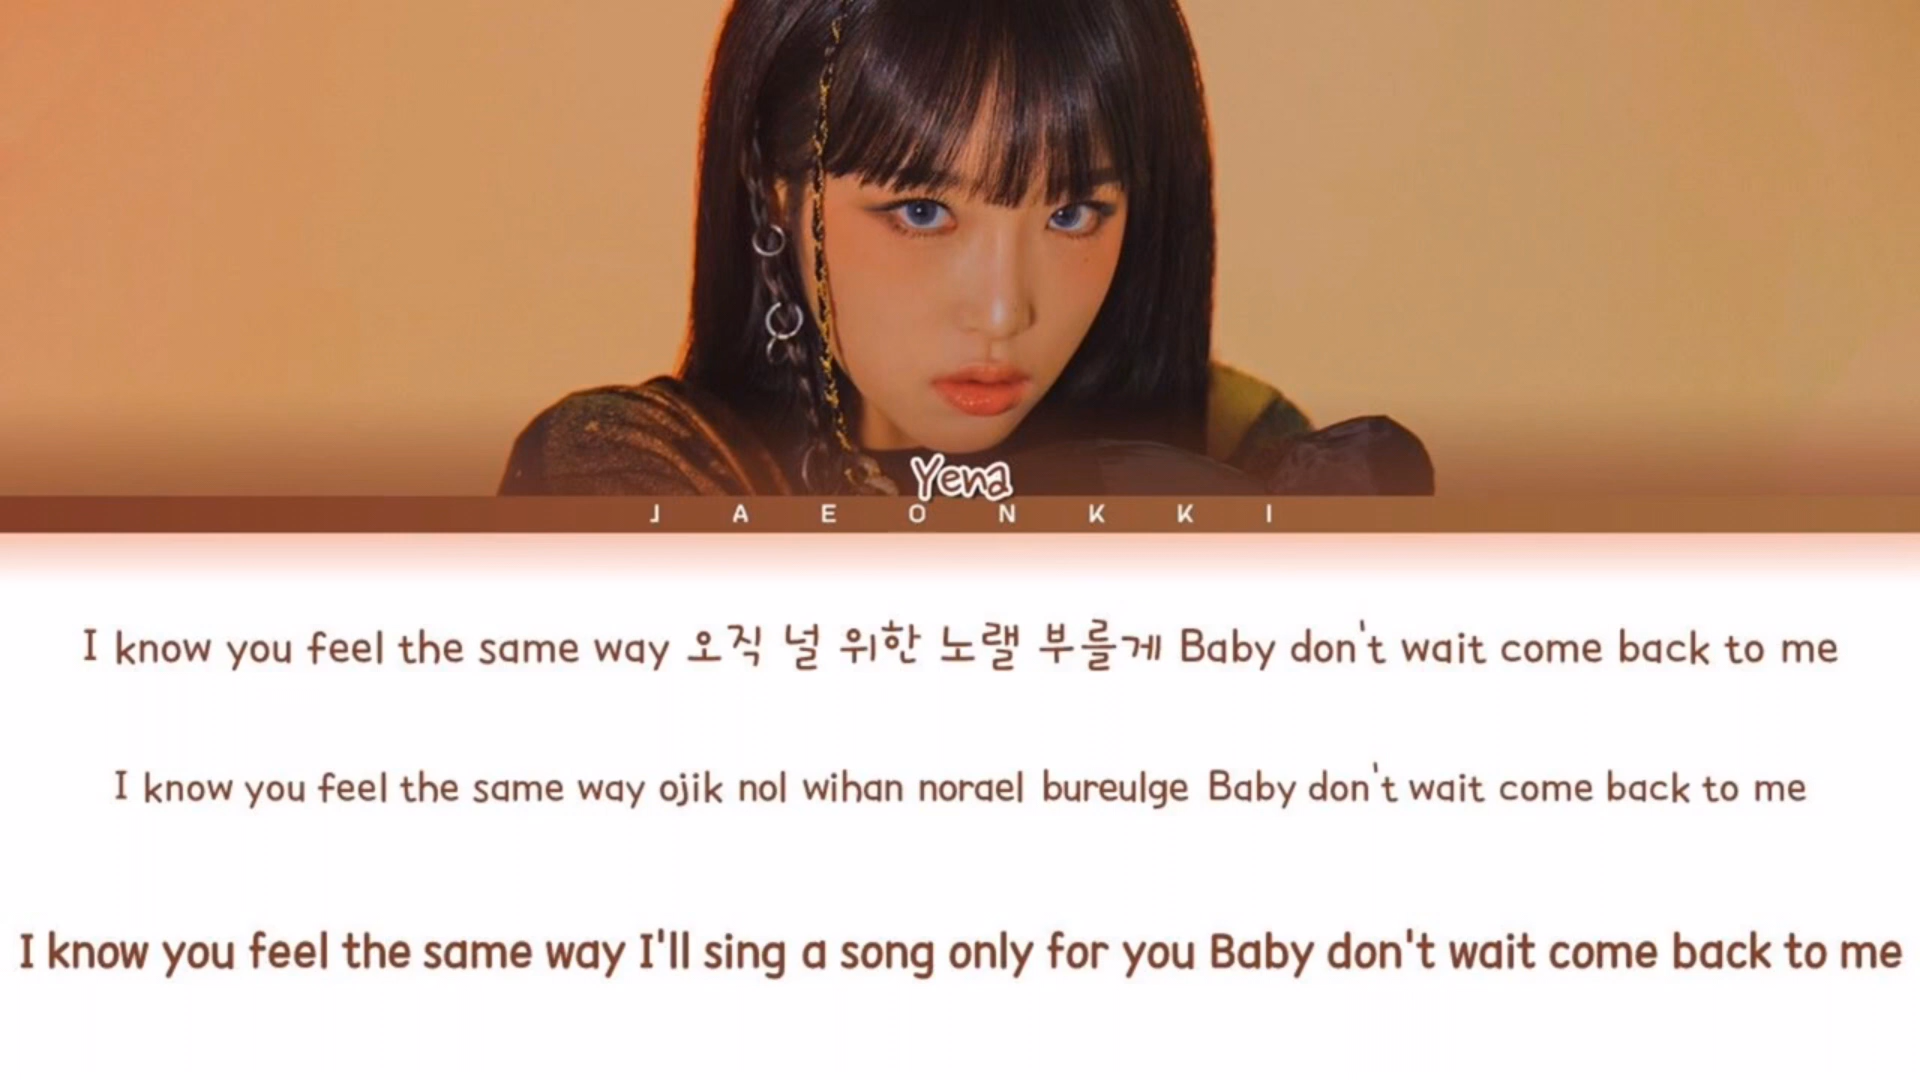 Yena
JAEONKKI
I know you feel the same way 오직 널 위한 노랠 부를게 Baby don't wait come back to me
I know you feel the same way ojik nol wihan norael bureulge Baby don't wait come back to me
I know you feel the same way I'll sing a song only for you Baby don't wait come back to me